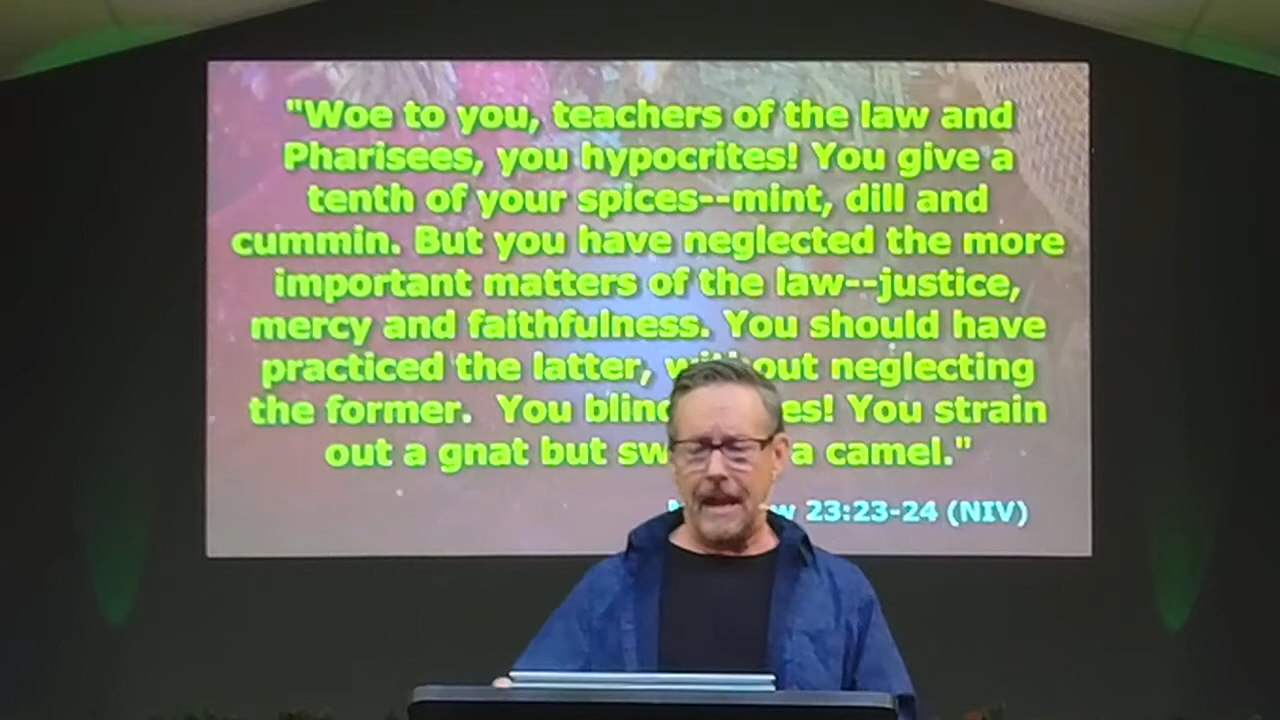 "Woe to you, teachers of the law and
Pharisees, you hypocrites! You give a
tenth of your spices--mint, dill and
cummin. But you have neglected the more
important matters of the law--justice,
mercy and faithfulness. You should have
practiced the latter, without neglecting
the former. You blind es! You strain
out a gnat but sw a camel."
23:23-24 (NIV)